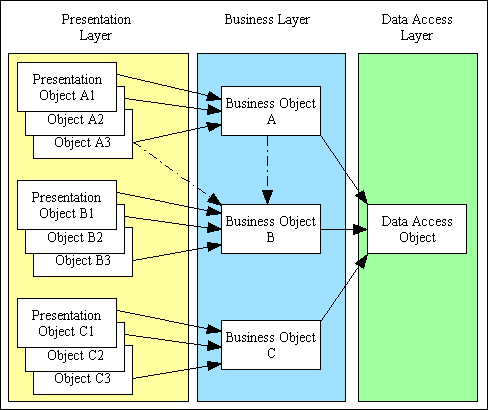 Presentation
Layer
Business Layer
Data Access
Layer
Presentation
Object A1
Object A2
Object A3
Business Object
A
Presentation
Object B1
Object B2
Object B3
Business Object
B
Data Access
Object
Presentation
Object C1
Object C2
Object C3
Business Object
C